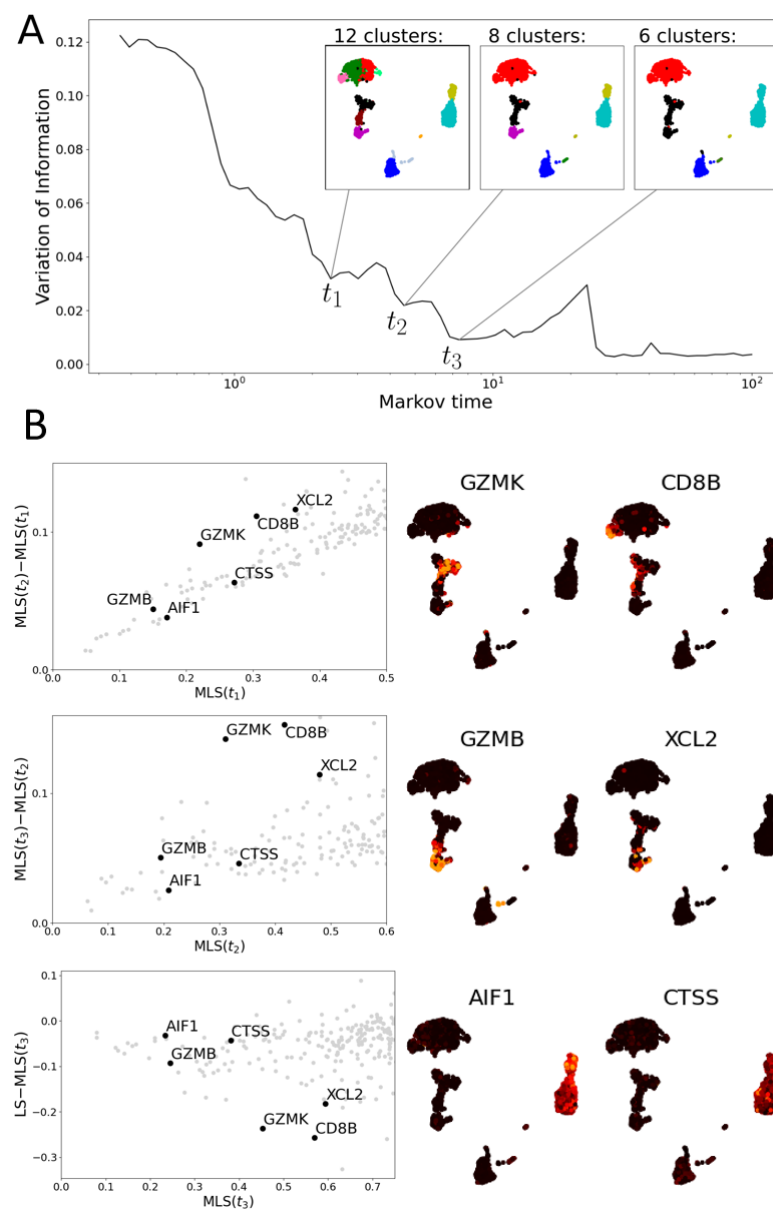 A
12 clusters: 8 clusters: 6 clusters:
0.12
0.10
0.08
0.06
0.04
0.02
0.00
Variation of Information
t₁
t₂
t₃
10⁰ 10¹ 10²
Markov time
B
MLS(t₂)−MLS(t₁)
0.1
0.0
XCL2
CD8B
GZMK
CTSS
GZMB
AIF1
0.0 0.1 0.2 0.3 0.4 0.5
MLS(t₁)
GZMK CD8B
MLS(t₃)−MLS(t₂)
0.1
0.0
GZMK CD8B
XCL2
GZMB
CTSS
AIF1
0.0 0.1 0.2 0.3 0.4 0.5 0.6
MLS(t₂)
GZMB XCL2
LS−MLS(t₃)
0.1
0.0
−0.1
−0.2
−0.3
AIF1 CTSS
GZMB
XCL2
GZMK
CD8B
0.0 0.1 0.2 0.3 0.4 0.5 0.6 0.7
MLS(t₃)
AIF1 CTSS